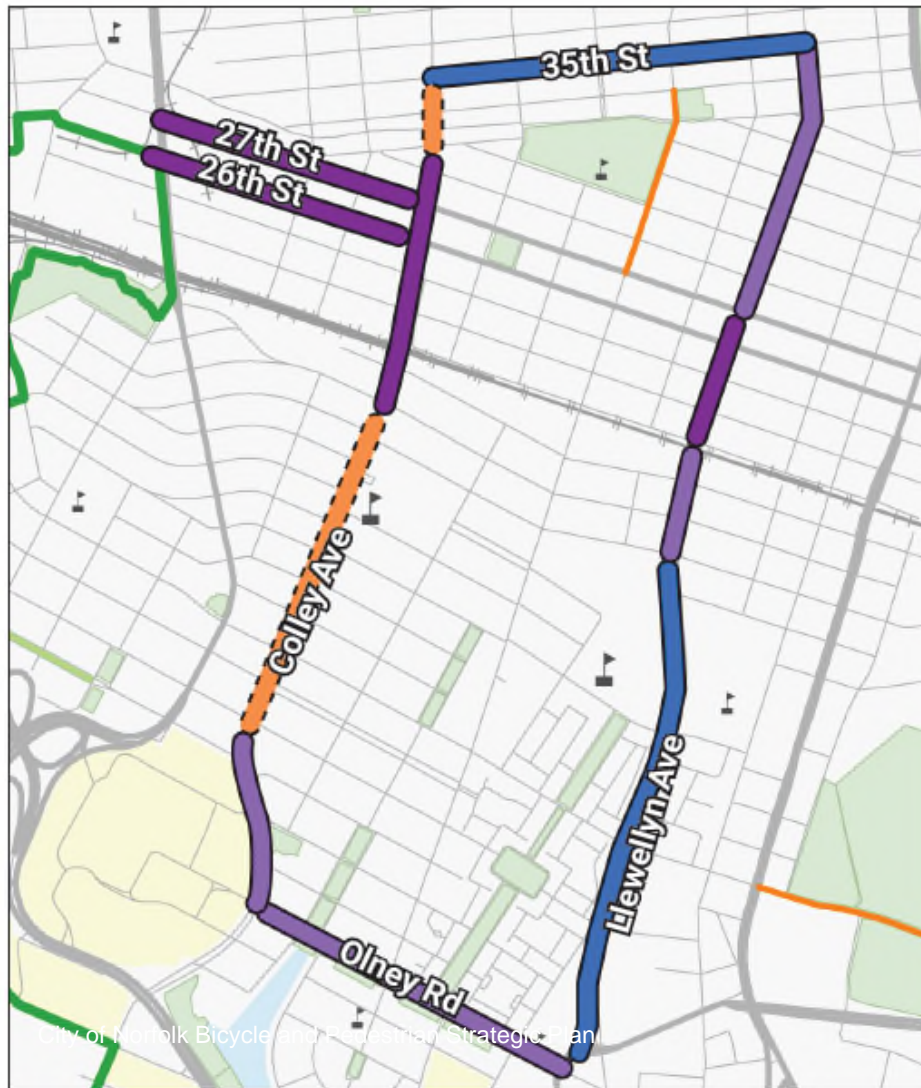 35th St
27th St
26th St
Colley Ave
Llewellyn Ave
Olney Rd
City of Norfolk Bicycle and Pedestrian Strategic Plan